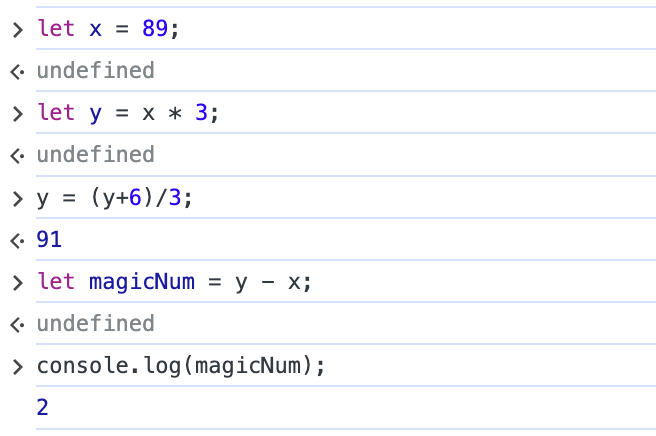 let x = 89;
undefined
let y = x * 3;
undefined
y = (y+6)/3;
91
let magicNum = y - x;
undefined
console.log(magicNum);
2